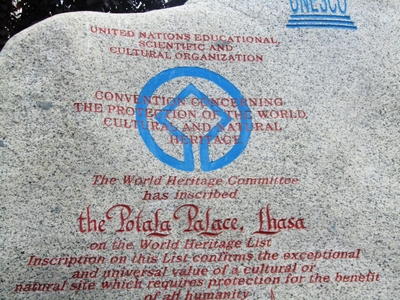 UNESCO
UNITED NATIONS EDUCATIONAL,
SCIENTIFIC AND
CULTURAL ORGANIZATION
CONVENTION CONCERNING
THE PROTECTION OF THE WORLD
CULTURAL AND NATURAL
HERITAGE
The World Heritage Committee
has inscribed
the Potala Palace, Lhasa
on the World Heritage List
Inscription on this List confirms the exceptional
and universal value of a cultural or
natural site which requires protection for the benefit
of all humanity